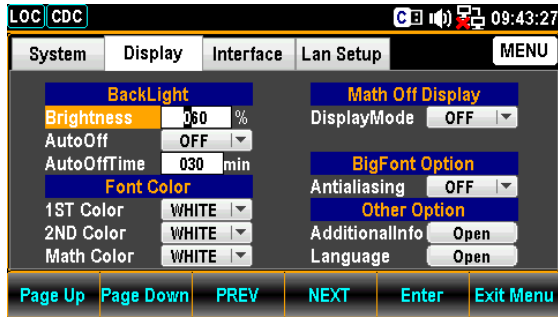 LOC CDC C 09:43:27
System Display Interface Lan Setup MENU
BackLight
Brightness 060 %
AutoOff OFF
AutoOffTime 030 min
Font Color
1ST Color WHITE
2ND Color WHITE
Math Color WHITE
Math Off Display
DisplayMode OFF
BigFont Option
Antialiasing OFF
Other Option
AdditionalInfo Open
Language Open
Page Up Page Down PREV NEXT Enter Exit Menu